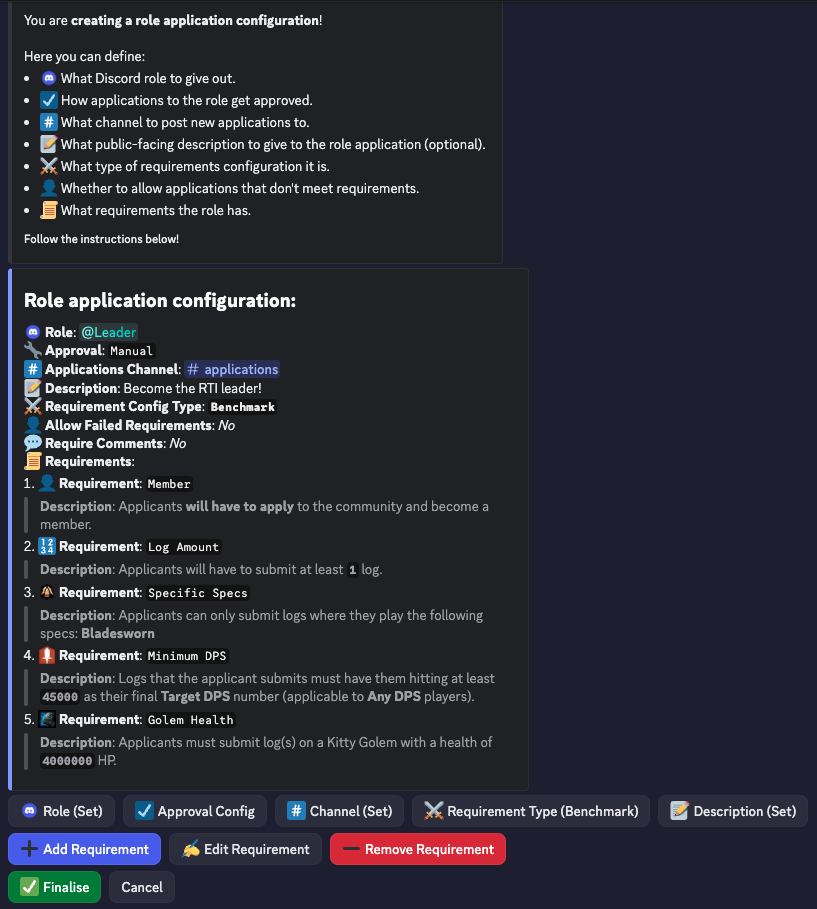 You are creating a role application configuration!
Here you can define:
What Discord role to give out.
How applications to the role get approved.
What channel to post new applications to.
What public-facing description to give to the role application (optional).
What type of requirements configuration it is.
Whether to allow applications that don't meet requirements.
What requirements the role has.
Follow the instructions below!
Role application configuration:
Role: @Leader
Approval: Manual
Applications Channel: # applications
Description: Become the RTI leader!
Requirement Config Type: Benchmark
Allow Failed Requirements: No
Require Comments: No
Requirements:
1. Requirement: Member
Description: Applicants will have to apply to the community and become a
member.
2. Requirement: Log Amount
Description: Applicants will have to submit at least 1 log.
3. Requirement: Specific Specs
Description: Applicants can only submit logs where they play the following
specs: Bladesworn
4. Requirement: Minimum DPS
Description: Logs that the applicant submits must have them hitting at least
45000 as their final Target DPS number (applicable to Any DPS players).
5. Requirement: Golem Health
Description: Applicants must submit log(s) on a Kitty Golem with a health of
4000000 HP.
Role (Set) Approval Config # Channel (Set) Requirement Type (Benchmark) Description (Set)
Add Requirement Edit Requirement Remove Requirement
Finalise Cancel